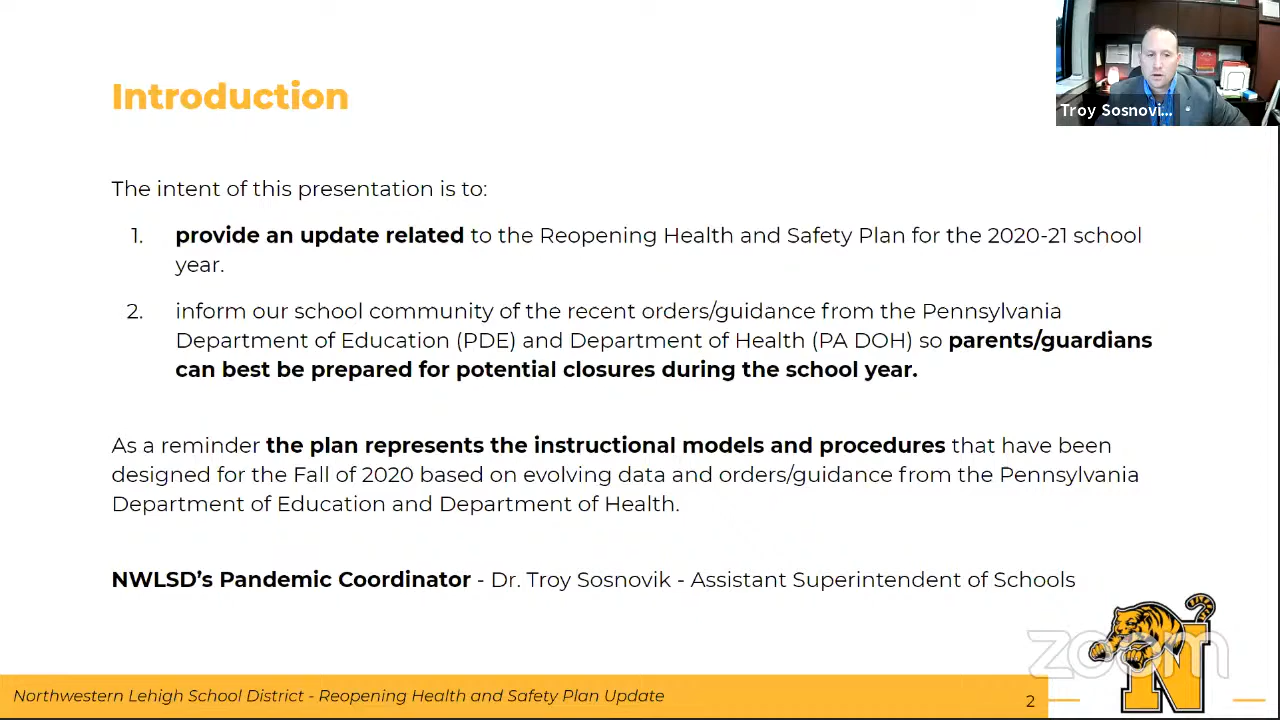 Introduction
Troy Sosnovi...
The intent of this presentation is to:
1. provide an update related to the Reopening Health and Safety Plan for the 2020-21 school
year.
2. inform our school community of the recent orders/guidance from the Pennsylvania
Department of Education (PDE) and Department of Health (PA DOH) so parents/guardians
can best be prepared for potential closures during the school year.
As a reminder the plan represents the instructional models and procedures that have been
designed for the Fall of 2020 based on evolving data and orders/guidance from the Pennsylvania
Department of Education and Department of Health.
NWLSD’s Pandemic Coordinator - Dr. Troy Sosnovik - Assistant Superintendent of Schools
zoom
N
Northwestern Lehigh School District - Reopening Health and Safety Plan Update
2